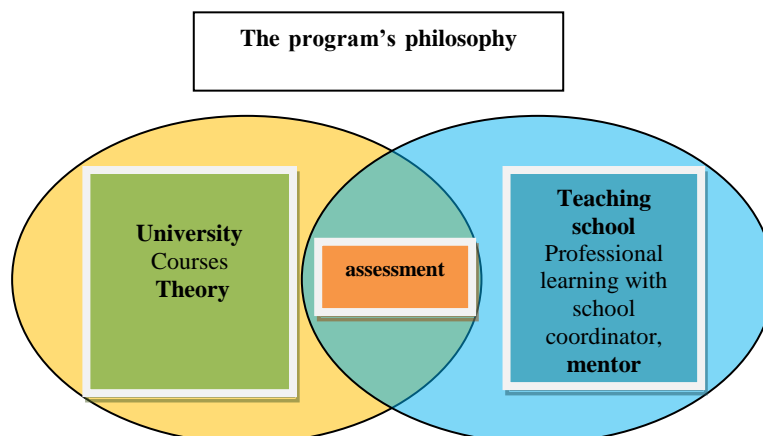 The program’s philosophy
University
Courses
Theory
assessment
Teaching
school
Professional
learning with
school
coordinator,
mentor